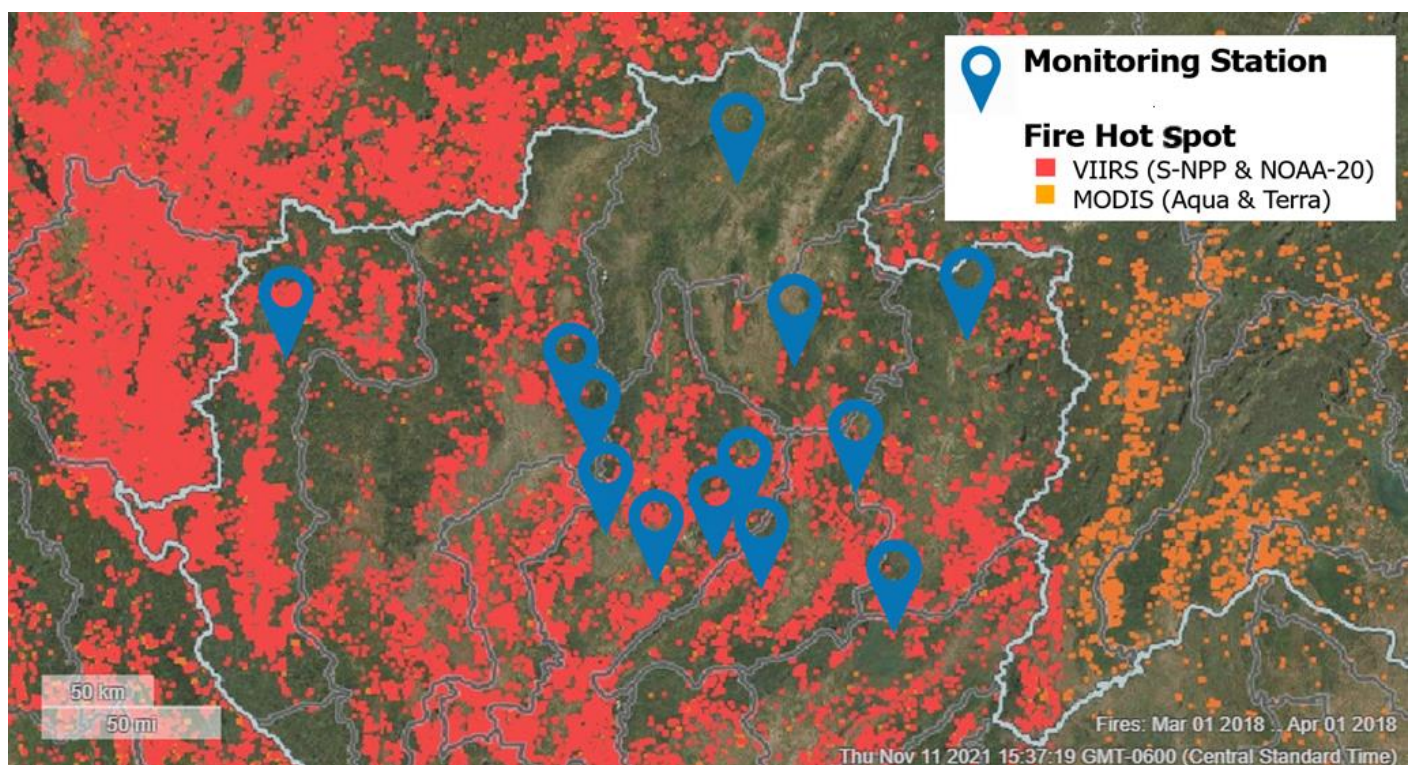 Monitoring Station
Fire Hot Spot
VIIRS (S-NPP & NOAA-20)
MODIS (Aqua & Terra)
50 km
50 mi
Fires: Mar 01 2018 .. Apr 01 2018
Thu Nov 11 2021 15:37:19 GMT-0600 (Central Standard Time)